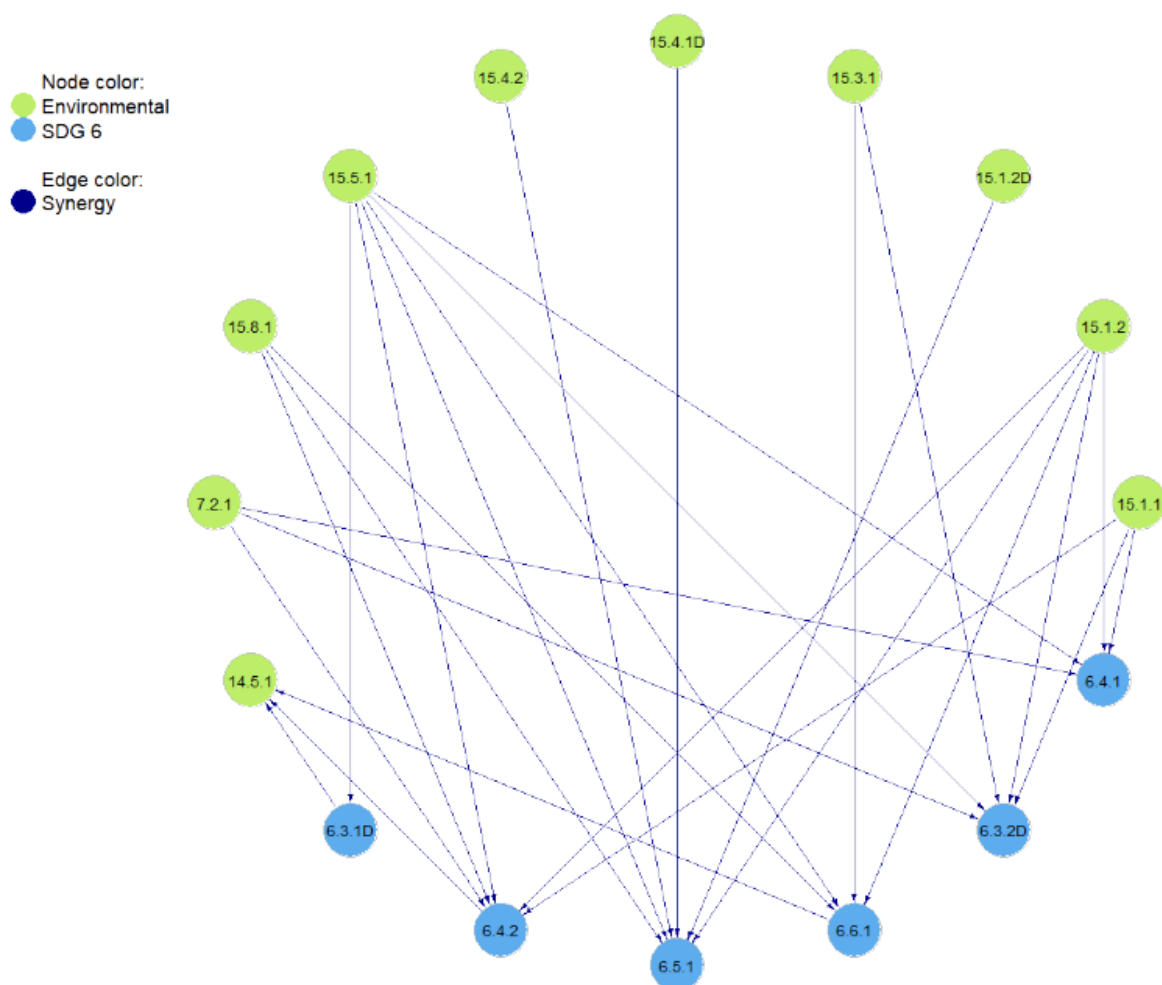 15.4.1D
15.4.2
15.3.1
Node color:
Environmental
SDG 6
15.5.1
15.1.2D
Edge color:
Synergy
15.8.1
15.1.2
7.2.1
15.1.1
14.5.1
6.4.1
6.3.1D
6.3.2D
6.4.2
6.6.1
6.5.1